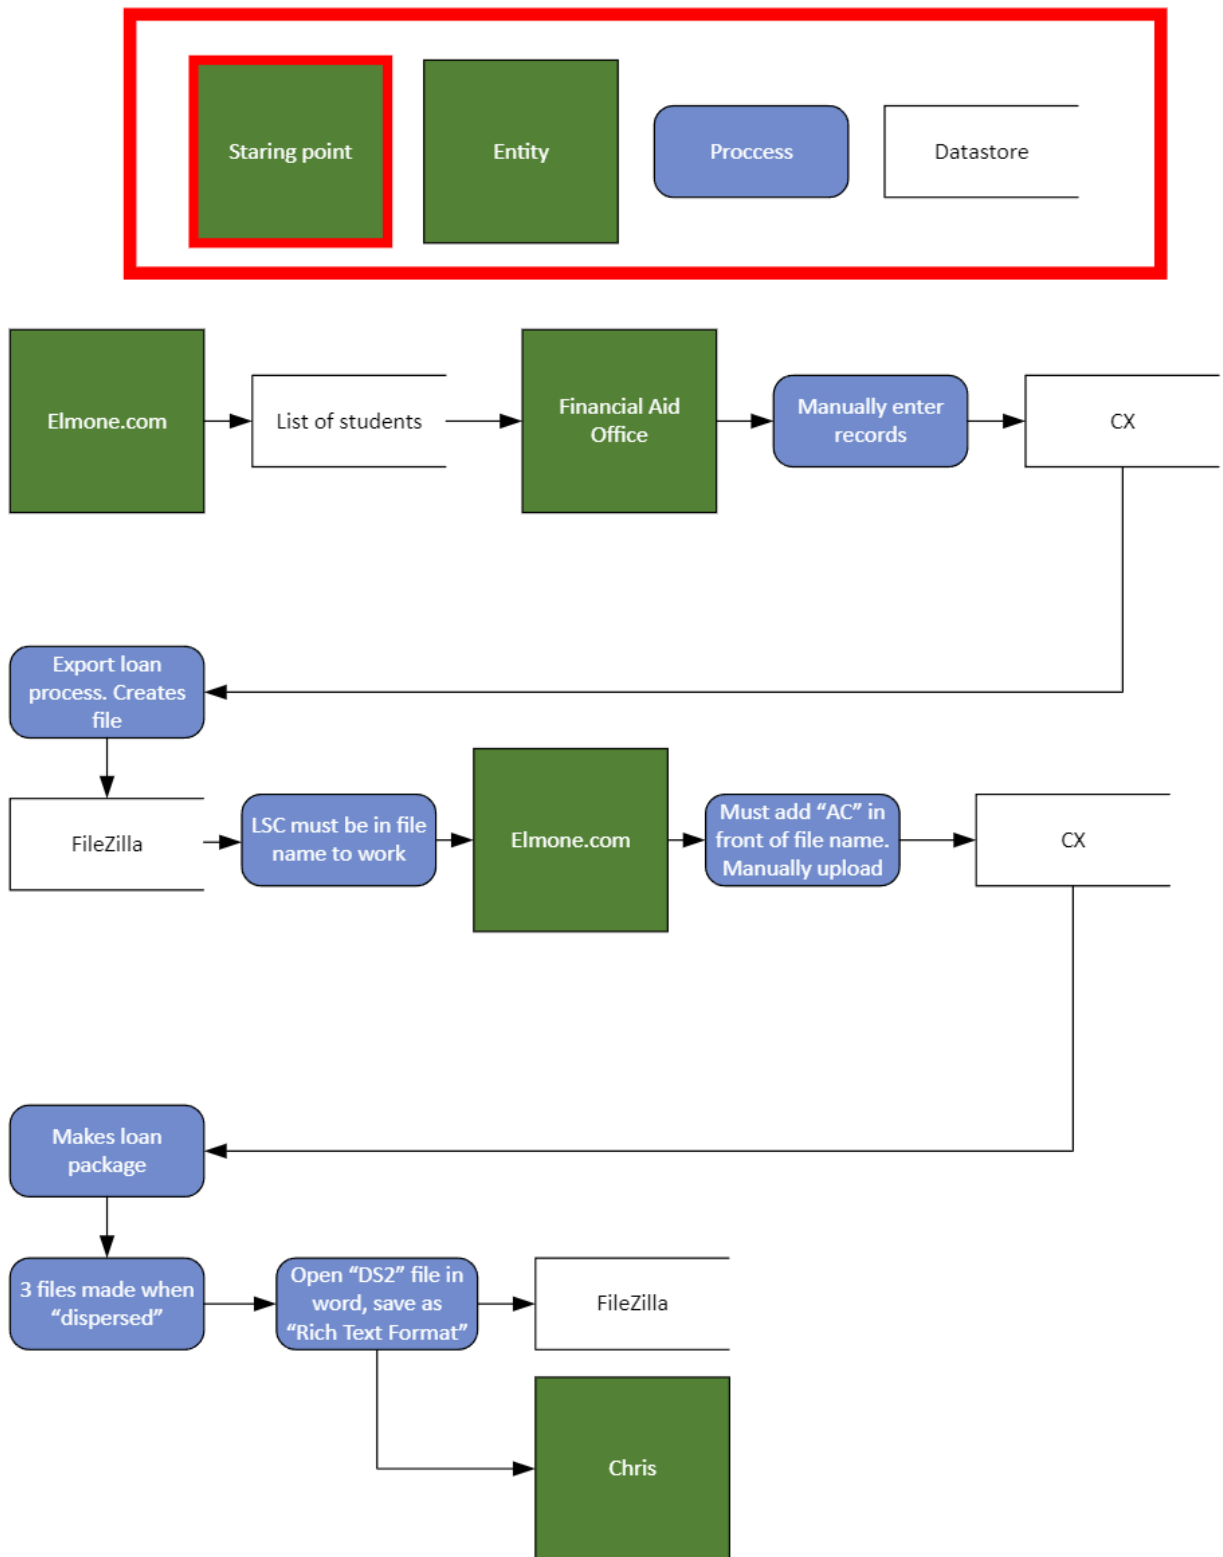 Staring point
Entity
Proccess
Datastore
Elmone.com
List of students
Financial Aid
Office
Manually enter
records
CX
Export loan
process. Creates
file
FileZilla
LSC must be in file
name to work
Elmone.com
Must add “AC” in
front of file name.
Manually upload
CX
Makes loan
package
3 files made when
“dispersed”
Open “DS2” file in
word, save as
“Rich Text Format”
FileZilla
Chris